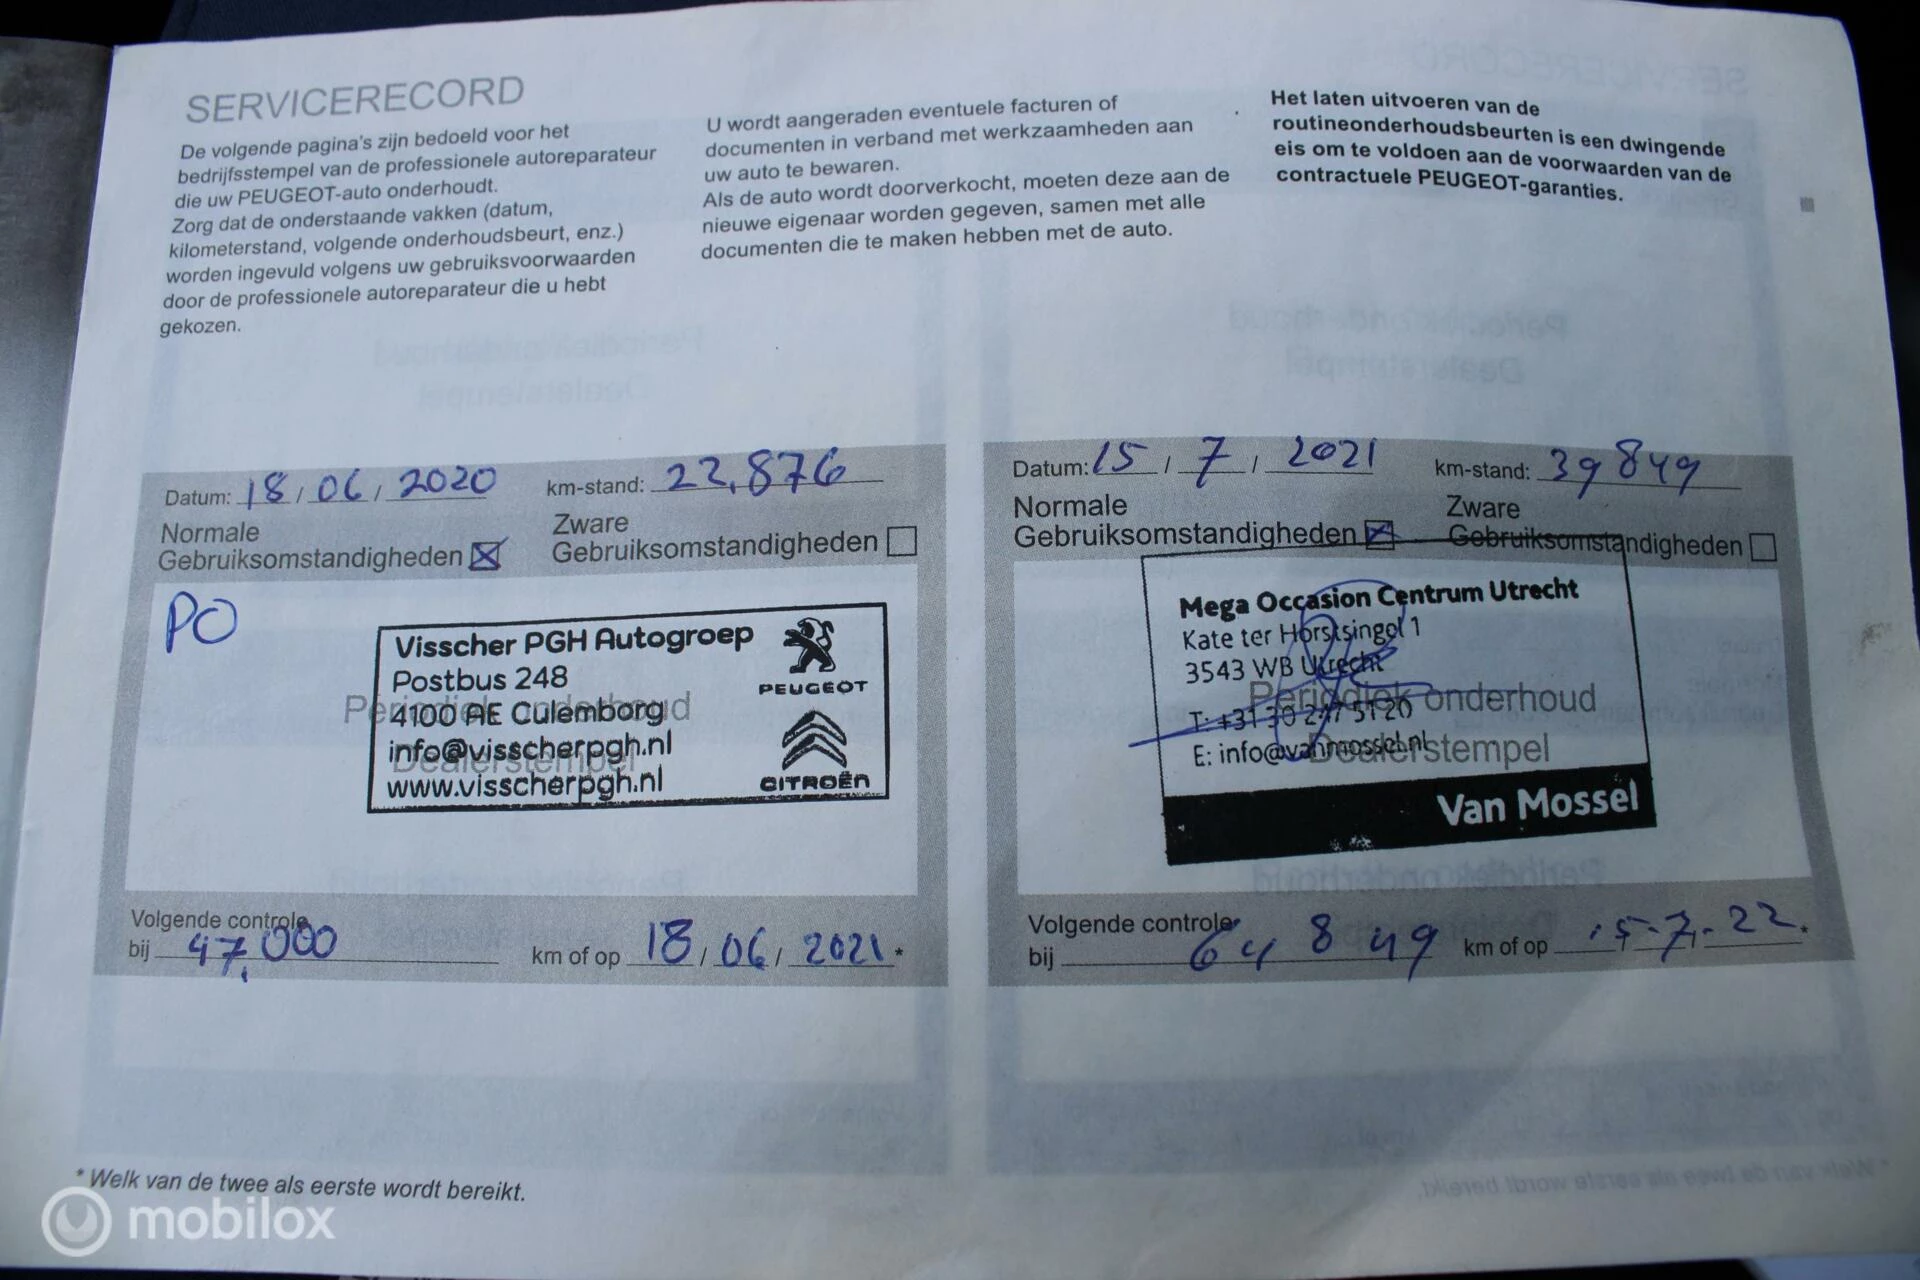 SERVICERECORD
De volgende pagina's zijn bedoeld voor het
bedrijfsstempel van de professionele autoreparateur
die uw PEUGEOT-auto onderhoudt.
Zorg dat de onderstaande vakken (datum,
kilometerstand, volgende onderhoudsbeurt, enz.)
worden ingevuld volgens uw gebruiksvoorwaarden
door de professionele autoreparateur die u hebt
gekozen.
U wordt aangeraden eventuele facturen of
documenten in verband met werkzaamheden aan
uw auto te bewaren.
Als de auto wordt doorverkocht, moeten deze aan de
nieuwe eigenaar worden gegeven, samen met alle
documenten die te maken hebben met de auto.
Het laten uitvoeren van de
routineonderhoudsbeurten is een dwingende
eis om te voldoen aan de voorwaarden van de
contractuele PEUGEOT-garanties.
Datum: 18 / 06 / 2020 km-stand: 22,876
Normale
Gebruiksomstandigheden
Zware
Gebruiksomstandigheden
PO
Periodiek onderhoud
Dealerstempel
Visscher PGH Autogroep
Postbus 248
4100 AE Culemborg
info@visscherpgh.nl
www.visscherpgh.nl
PEUGEOT
CITROËN
Volgende controle
bij 47,000 km of op 18 / 06 / 2021 *
Datum: 15 / 7 / 2021 km-stand: 39849
Normale
Gebruiksomstandigheden
Zware
Gebruiksomstandigheden
Periodiek onderhoud
Dealerstempel
Mega Occasion Centrum Utrecht
Kate ter Horstsingel 1
3543 WB Utrecht
T: +31 30 247 51 20
E: info@vanmossel.nl
Van Mossel
Volgende controle
bij 64849 km of op 15-7-22 *
* Welk van de twee als eerste wordt bereikt.
mobilox